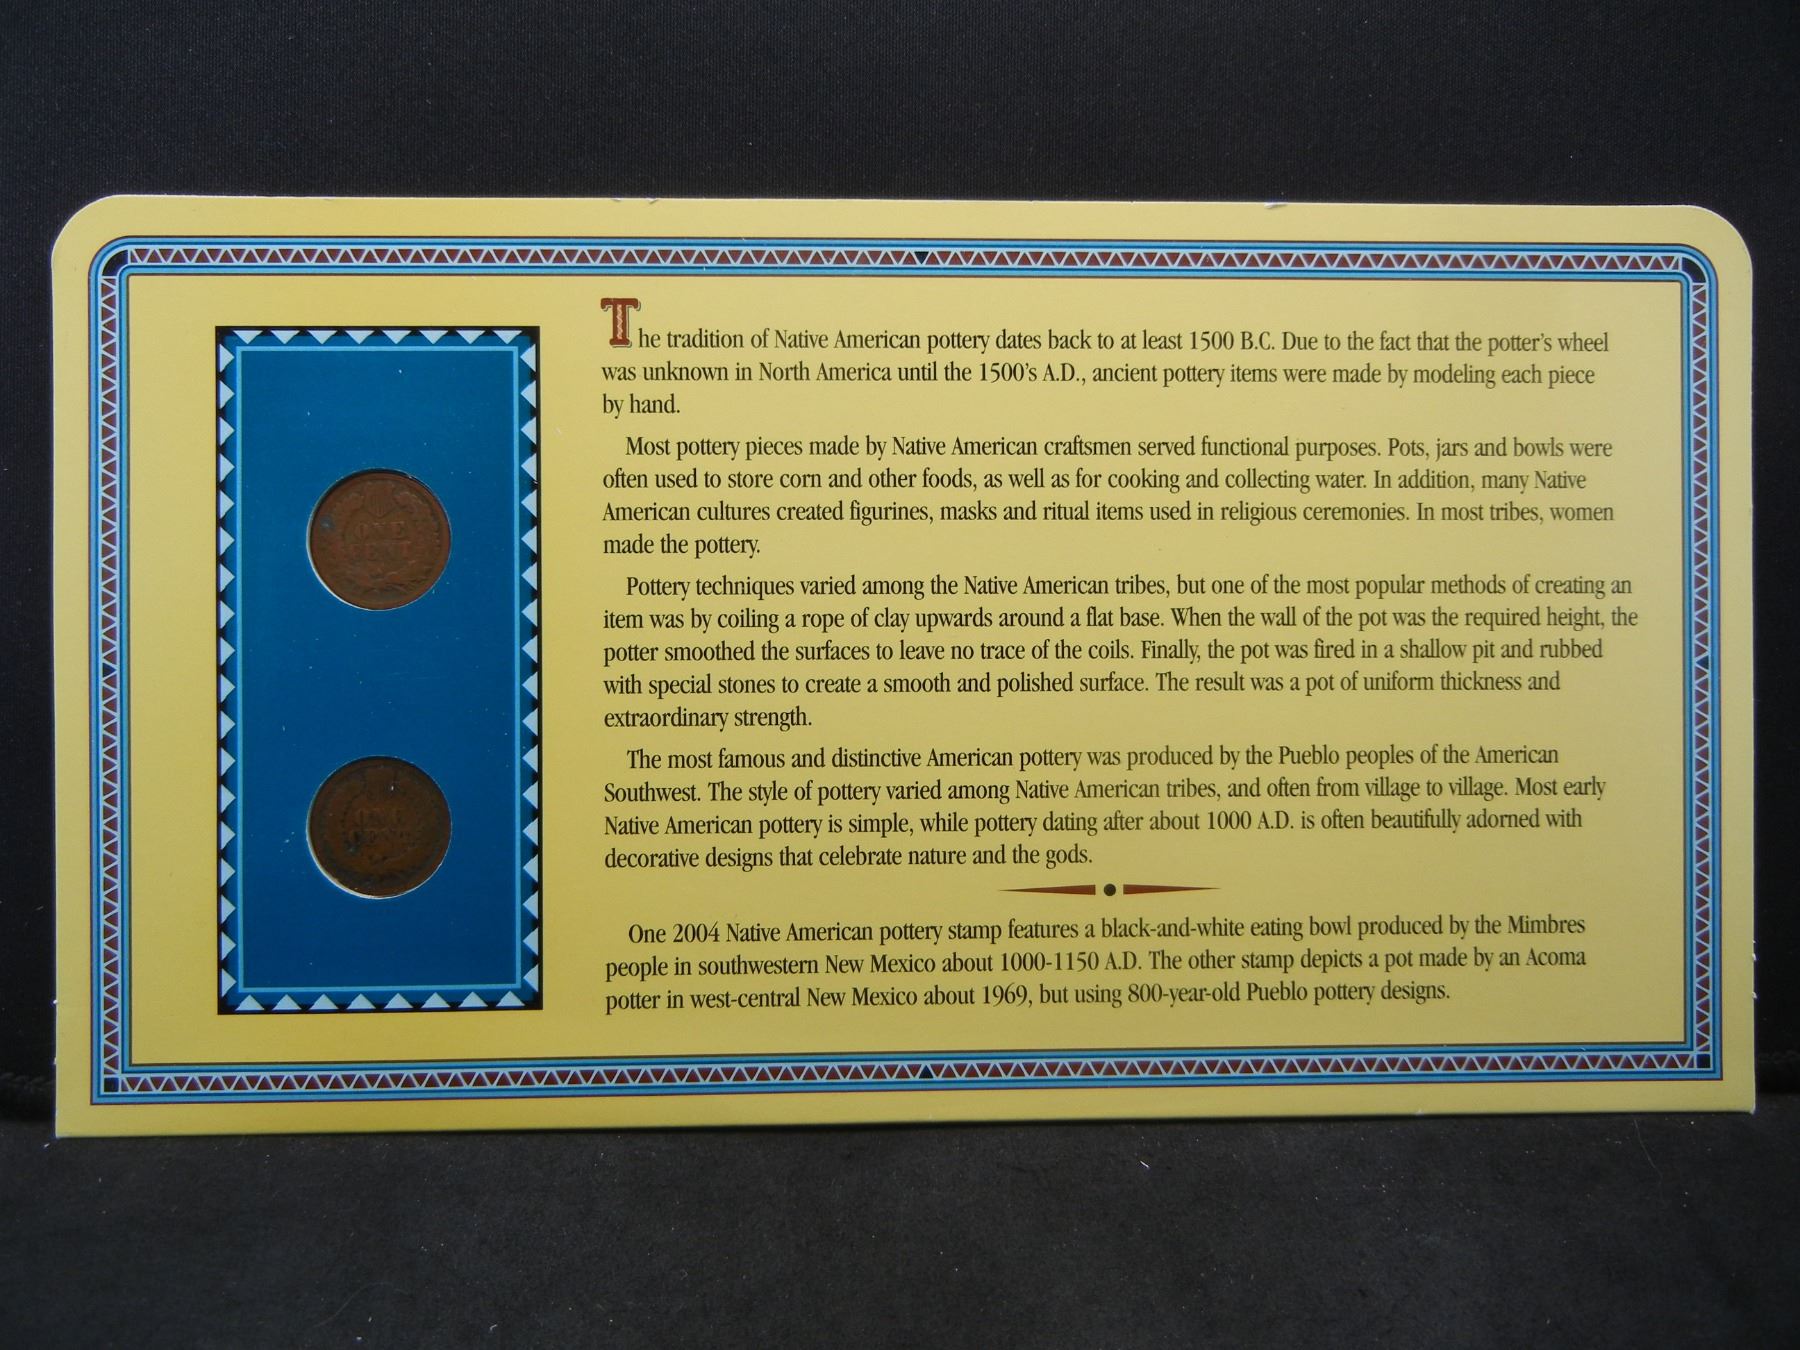 ONE
CENT
ONE
CENT
The tradition of Native American pottery dates back to at least 1500 B.C. Due to the fact that the potter's wheel
was unknown in North America until the 1500's A.D., ancient pottery items were made by modeling each piece
by hand.
Most pottery pieces made by Native American craftsmen served functional purposes. Pots, jars and bowls were
often used to store corn and other foods, as well as for cooking and collecting water. In addition, many Native
American cultures created figurines, masks and ritual items used in religious ceremonies. In most tribes, women
made the pottery.
Pottery techniques varied among the Native American tribes, but one of the most popular methods of creating an
item was by coiling a rope of clay upwards around a flat base. When the wall of the pot was the required height, the
potter smoothed the surfaces to leave no trace of the coils. Finally, the pot was fired in a shallow pit and rubbed
with special stones to create a smooth and polished surface. The result was a pot of uniform thickness and
extraordinary strength.
The most famous and distinctive American pottery was produced by the Pueblo peoples of the American
Southwest. The style of pottery varied among Native American tribes, and often from village to village. Most early
Native American pottery is simple, while pottery dating after about 1000 A.D. is often beautifully adorned with
decorative designs that celebrate nature and the gods.
One 2004 Native American pottery stamp features a black-and-white eating bowl produced by the Mimbres
people in southwestern New Mexico about 1000-1150 A.D. The other stamp depicts a pot made by an Acoma
potter in west-central New Mexico about 1969, but using 800-year-old Pueblo pottery designs.